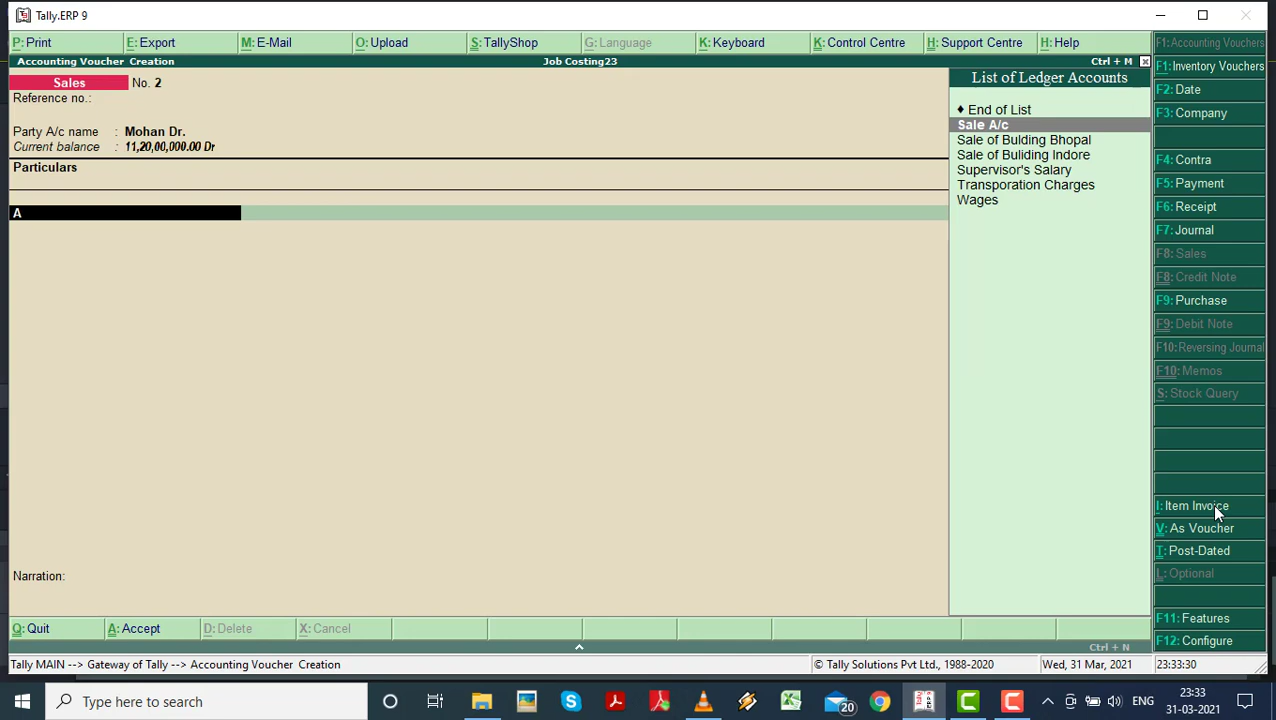 Tally.ERP 9
P: Print
E: Export
M: E-Mail
O: Upload
S: TallyShop
G: Language
K: Keyboard
K: Control Centre
H: Support Centre
H: Help
Accounting Voucher Creation
Job Costing23
Ctrl + M
Sales
No. 2
Reference no.:
Party A/c name : Mohan Dr.
Current balance : 11,20,00,000.00 Dr
Particulars
A
Narration:
List of Ledger Accounts
♦ End of List
Sale A/c
Sale of Bulding Bhopal
Sale of Buliding Indore
Supervisor's Salary
Transporation Charges
Wages
F1: Accounting Vouchers
F1: Inventory Vouchers
F2: Date
F3: Company
F4: Contra
F5: Payment
F6: Receipt
F7: Journal
F8: Sales
F8: Credit Note
F9: Purchase
F9: Debit Note
F10: Reversing Journal
F10: Memos
S: Stock Query
I: Item Invoice
V: As Voucher
T: Post-Dated
L: Optional
F11: Features
F12: Configure
Q: Quit
A: Accept
D: Delete
X: Cancel
Ctrl + N
Tally MAIN --> Gateway of Tally --> Accounting Voucher Creation
© Tally Solutions Pvt Ltd., 1988-2020
Wed, 31 Mar, 2021
23:33:30
Type here to search
20
ENG
23:33
31-03-2021